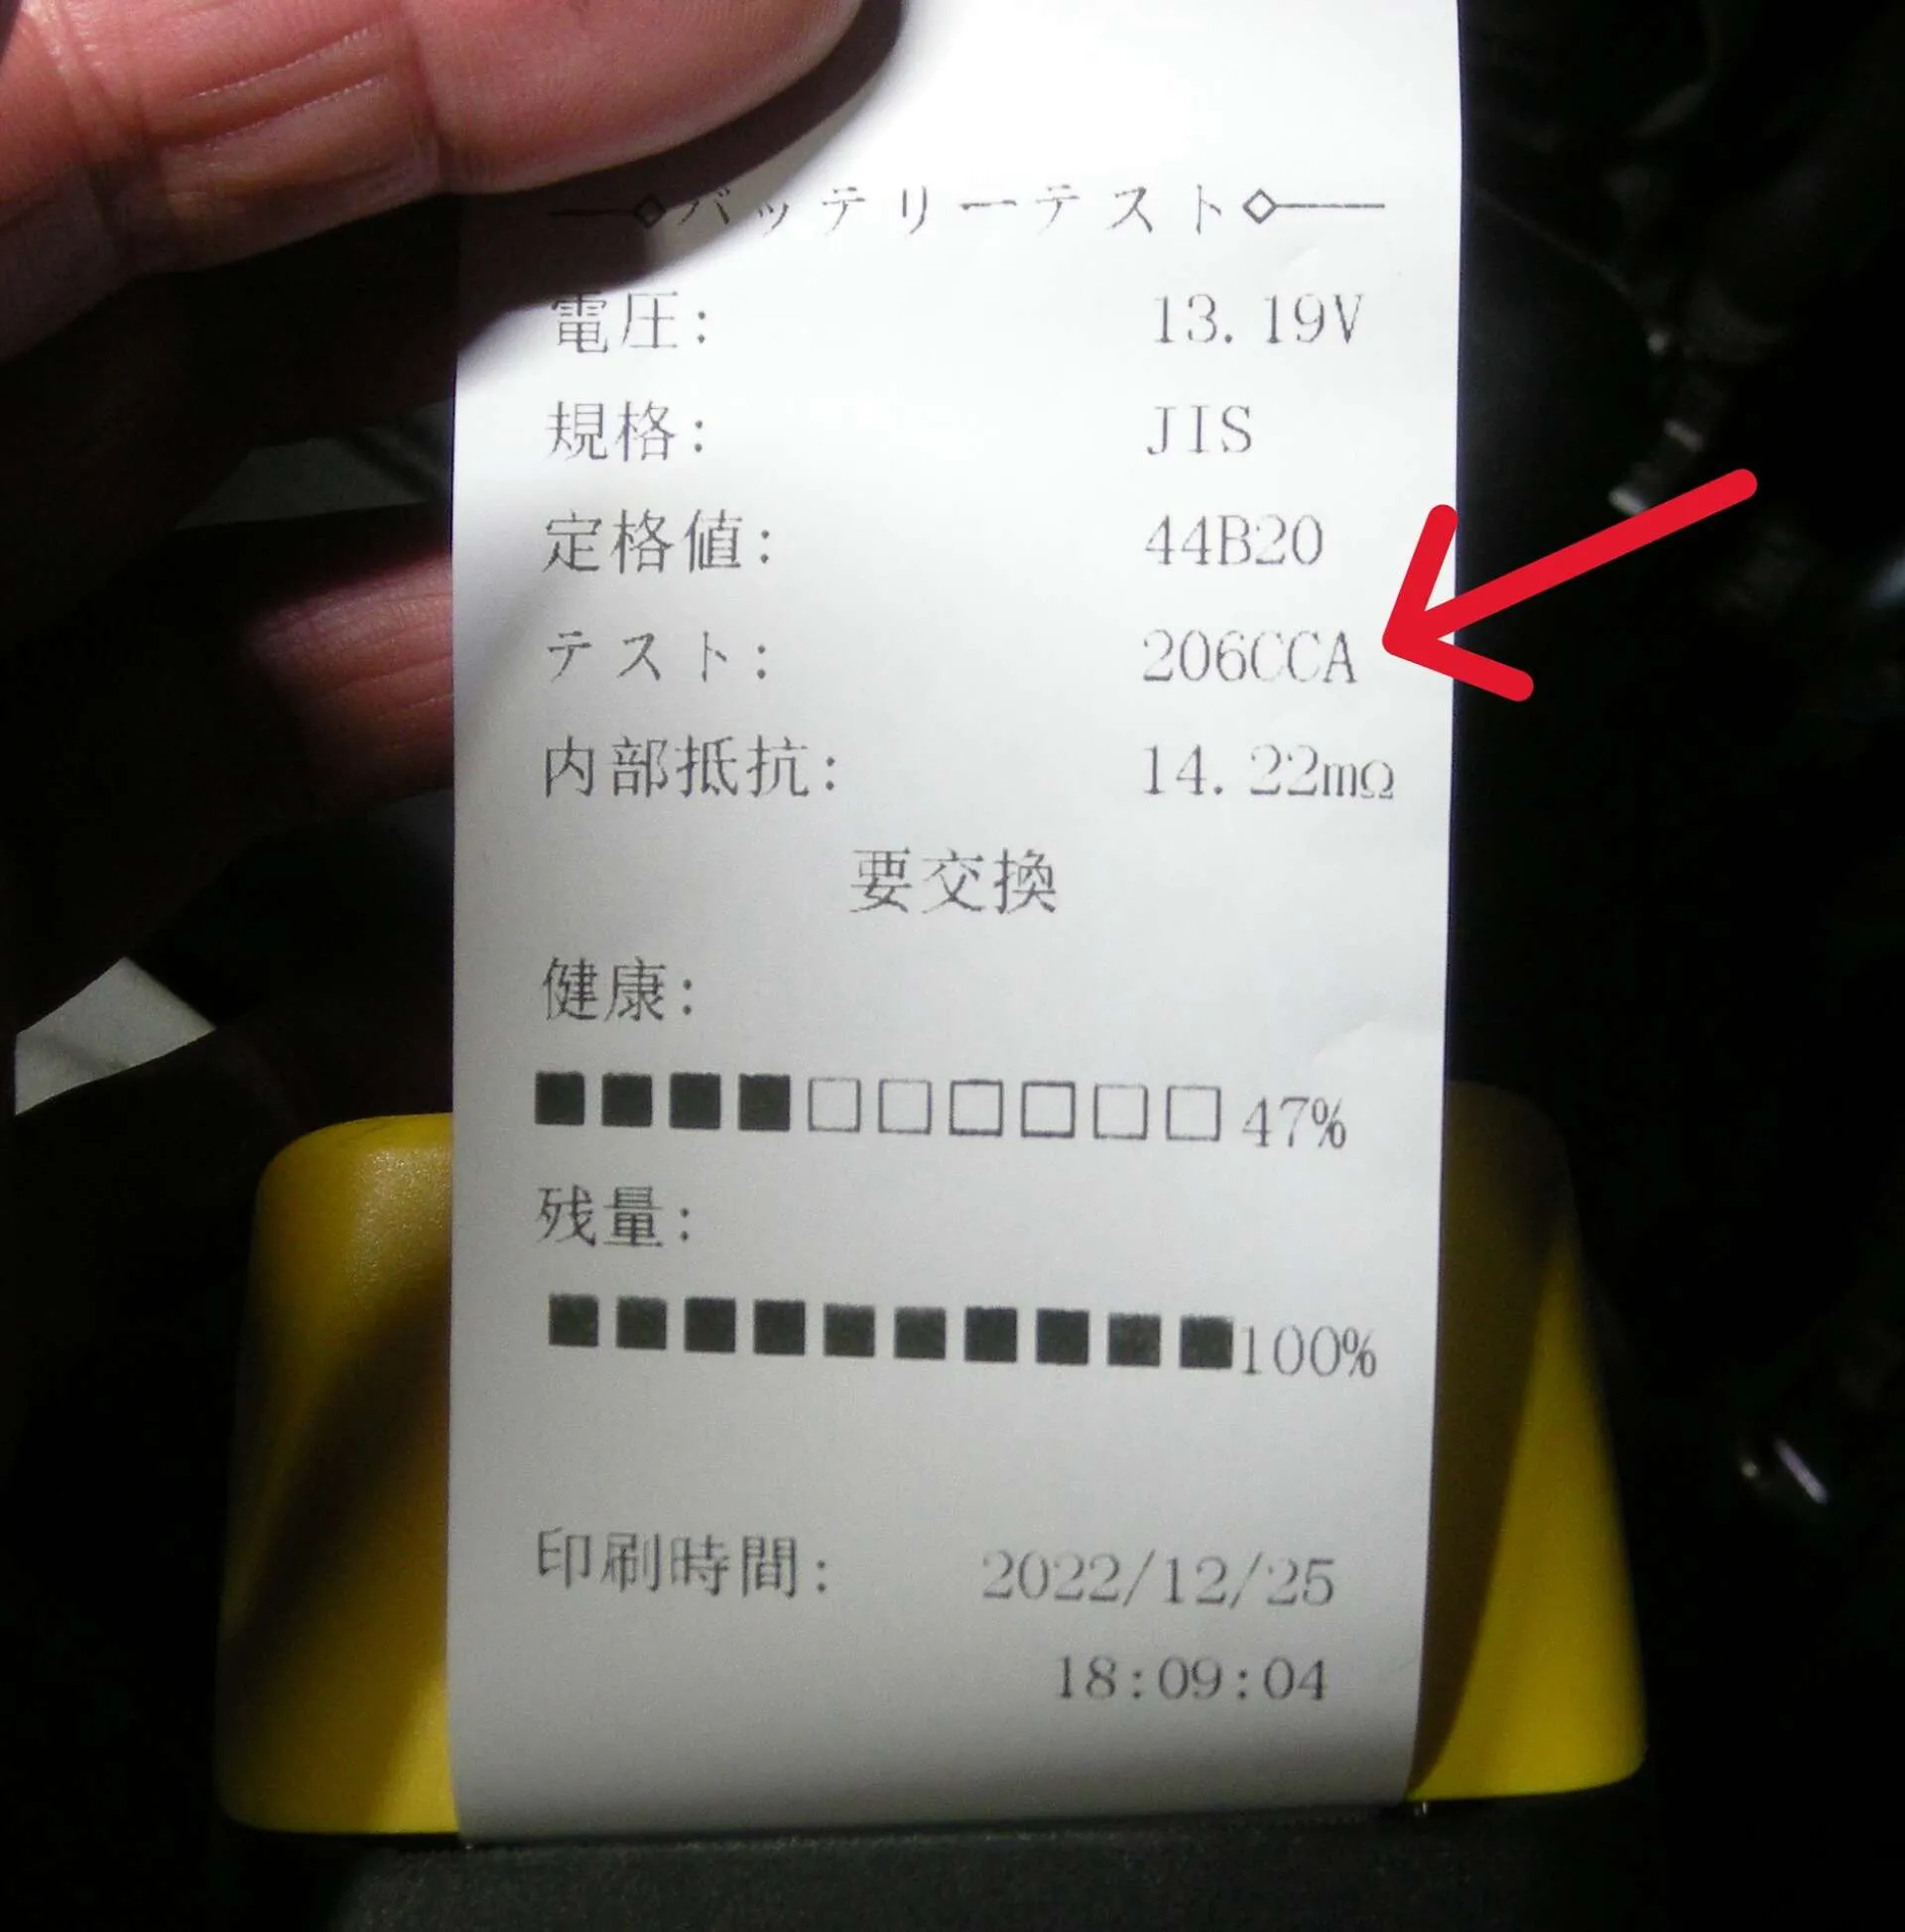 バッテリーテスト
電圧: 13.19V
規格: JIS
定格値: 44B20
テスト: 206CCA
内部抵抗: 14.22mΩ
要交換
健康:
■■■■□□□□□□ 47%
残量:
■■■■■■■■■■100%
印刷時間: 2022/12/25
18:09:04